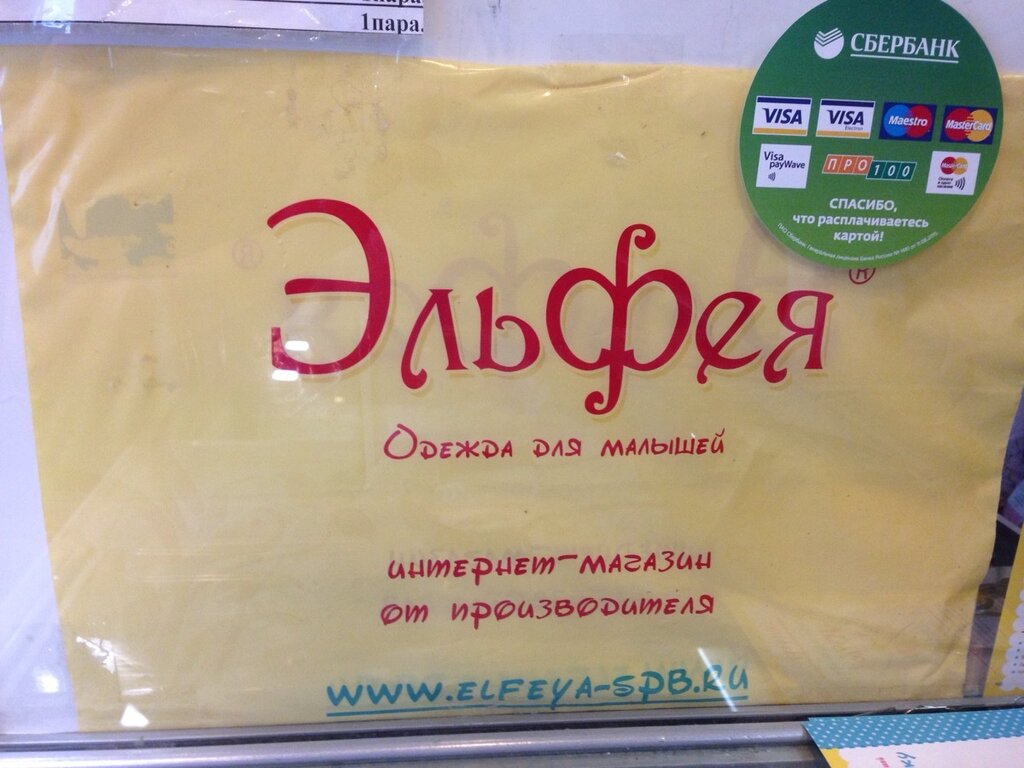 1пара.
СБЕРБАНК
VISA
VISA
Electron
Maestro
MasterCard
Visa
payWave
ПРО100
MasterCard
СПАСИБО,
что расплачиваетесь
картой!
Эльфея®
Одежда для малышей
интернет-магазин
от производителя
www.elfeya-spb.ru